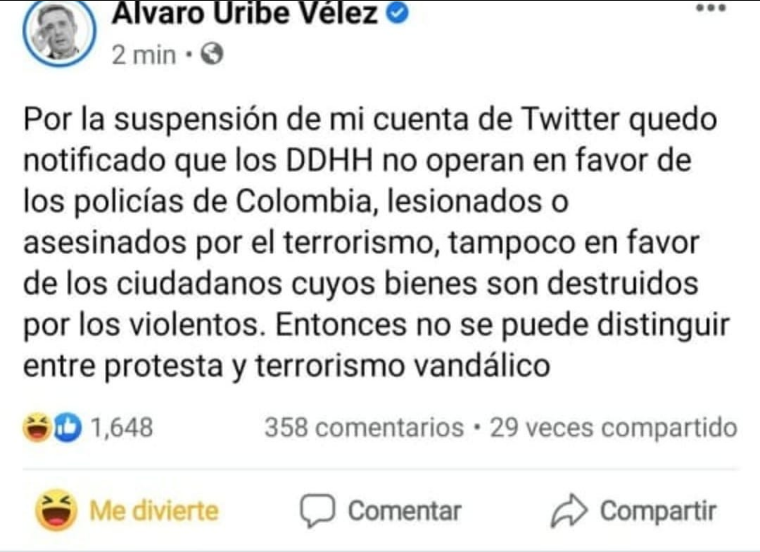 Álvaro Uribe Vélez
2 min
Por la suspensión de mi cuenta de Twitter quedo
notificado que los DDHH no operan en favor de
los policías de Colombia, lesionados o
asesinados por el terrorismo, tampoco en favor
de los ciudadanos cuyos bienes son destruidos
por los violentos. Entonces no se puede distinguir
entre protesta y terrorismo vandálico
1,648 358 comentarios • 29 veces compartido
Me divierte Comentar Compartir